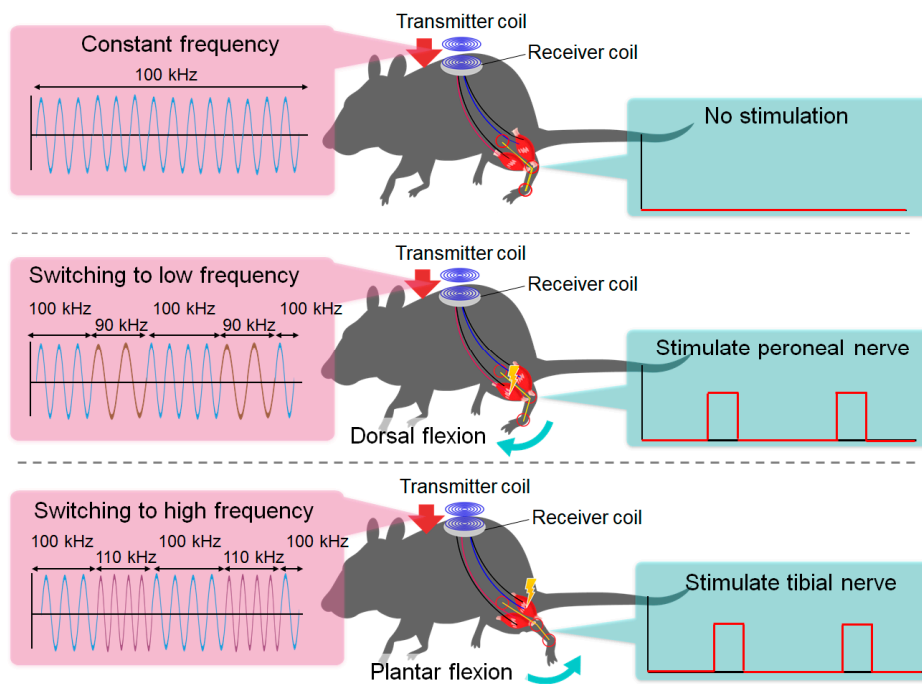 Constant frequency
100 kHz
Transmitter coil
Receiver coil
No stimulation
Switching to low frequency
100 kHz 100 kHz 100 kHz
90 kHz 90 kHz
Transmitter coil
Receiver coil
Stimulate peroneal nerve
Dorsal flexion
Switching to high frequency
100 kHz 100 kHz 100 kHz
110 kHz 110 kHz
Transmitter coil
Receiver coil
Stimulate tibial nerve
Plantar flexion